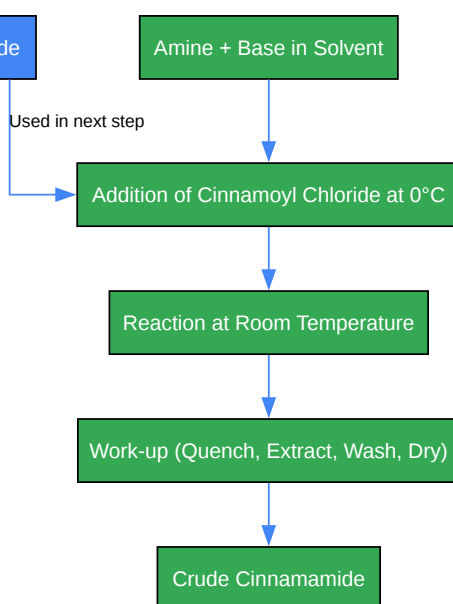 de
Amine + Base in Solvent
Used in next step
Addition of Cinnamoyl Chloride at 0°C
Reaction at Room Temperature
Work-up (Quench, Extract, Wash, Dry)
Crude Cinnamamide